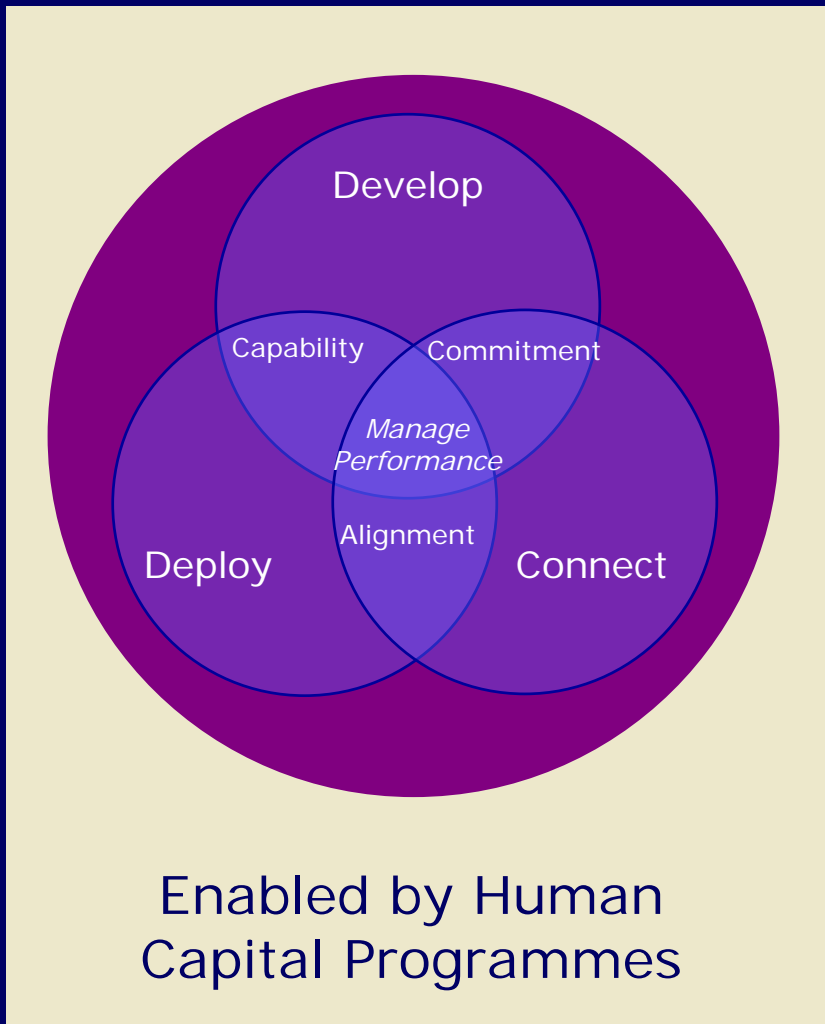 Develop
Capability
Commitment
Manage
Performance
Alignment
Deploy
Connect
Enabled by Human
Capital Programmes